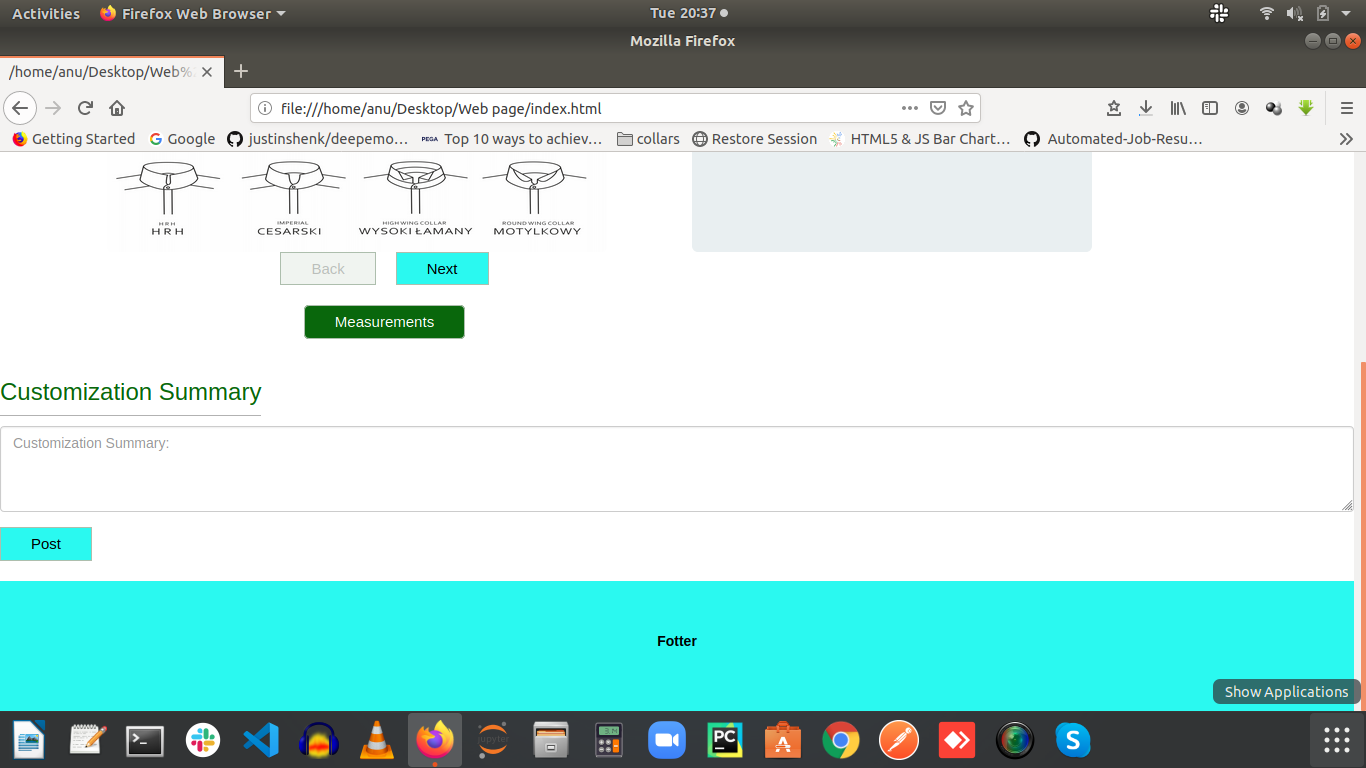 Activities Firefox Web Browser Tue 20:37
Mozilla Firefox
/home/anu/Desktop/Web%
file:///home/anu/Desktop/Web page/index.html
Getting Started Google justinshenk/deepemo… PEGA Top 10 ways to achiev… collars Restore Session HTML5 & JS Bar Chart… Automated-Job-Resu…
HRH IMPERIAL HIGH WING COLLAR ROUND WING COLLAR
HRH CESARSKI WYSOKI ŁAMANY MOTYLKOWY
Back Next
Measurements
Customization Summary
Customization Summary:
Post
Fotter
Show Applications
jupyter PC S